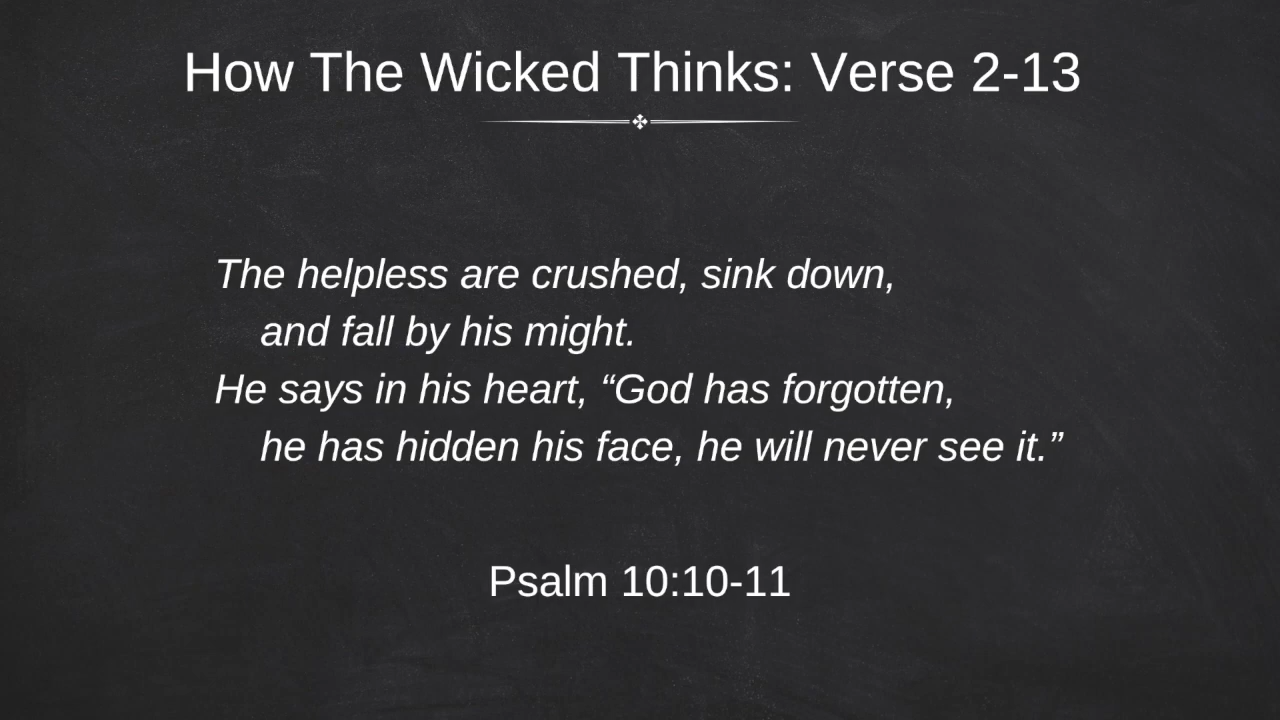 How The Wicked Thinks: Verse 2-13
The helpless are crushed, sink down,
and fall by his might.
He says in his heart, “God has forgotten,
he has hidden his face, he will never see it.”
Psalm 10:10-11